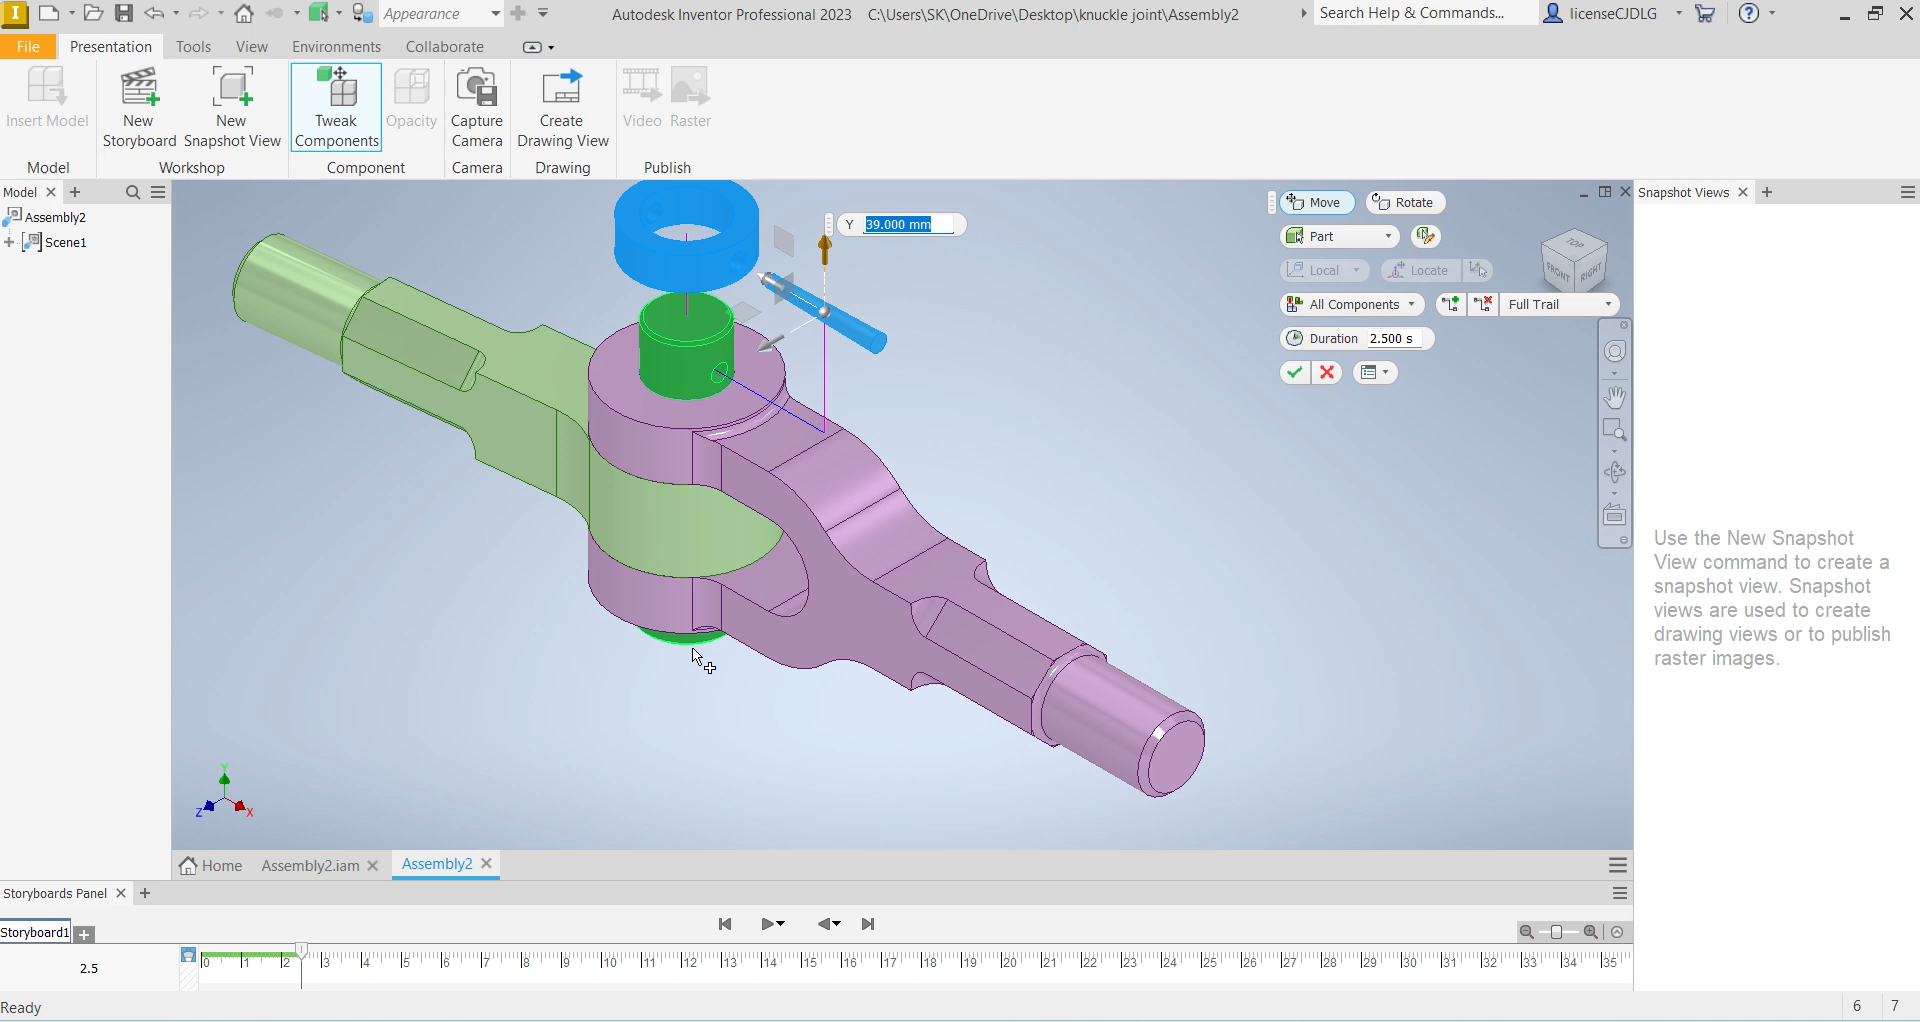 I Appearance Autodesk Inventor Professional 2023 C:\Users\SK\OneDrive\Desktop\knuckle joint\Assembly2 Search Help & Commands... licenseCJDLG
File Presentation Tools View Environments Collaborate
Insert Model
New Storyboard
New Snapshot View
Tweak Components
Opacity
Capture Camera
Create Drawing View
Video Raster
Model Workshop Component Camera Drawing Publish
Model
Assembly2
Scene1
Y 39.000 mm
Move Rotate
Part
Local Locate
All Components Full Trail
Duration 2.500 s
TOP
FRONT RIGHT
Snapshot Views
Use the New Snapshot
View command to create a
snapshot view. Snapshot
views are used to create
drawing views or to publish
raster images.
Y
Z X
Home Assembly2.iam Assembly2
Storyboards Panel
Storyboard1
2.5
0 1 2 3 4 5 6 7 8 9 10 11 12 13 14 15 16 17 18 19 20 21 22 23 24 25 26 27 28 29 30 31 32 33 34 35
Ready 6 7